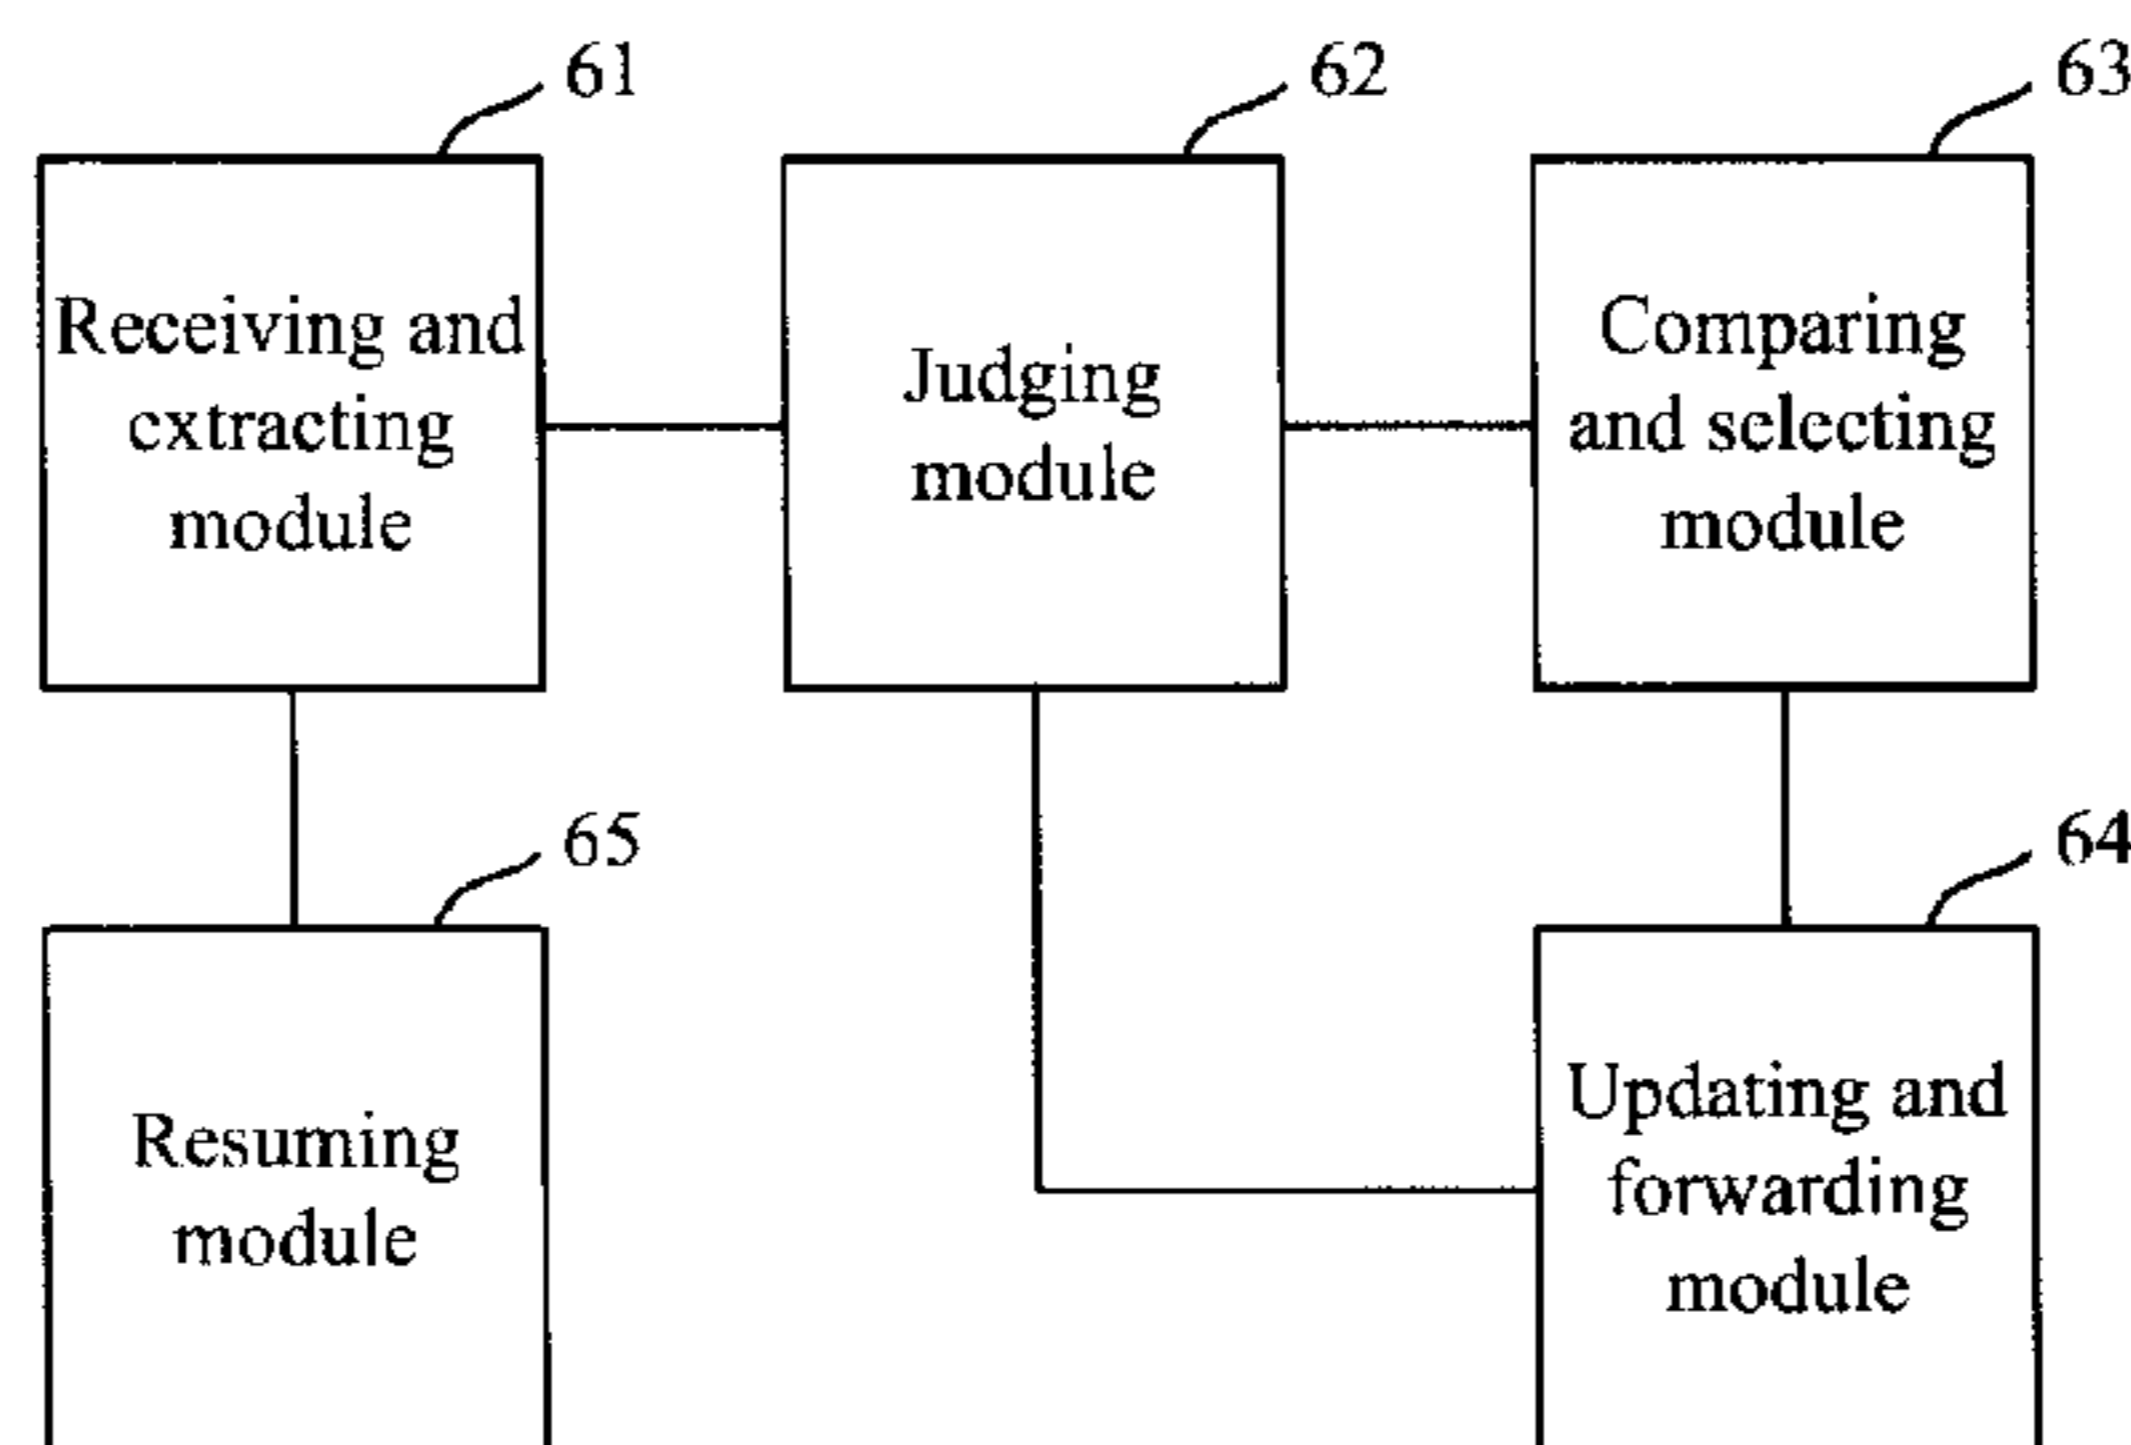 61
62
63
Receiving and
extracting
module
Judging
module
Comparing
and selecting
module
65
64
Resuming
module
Updating and
forwarding
module